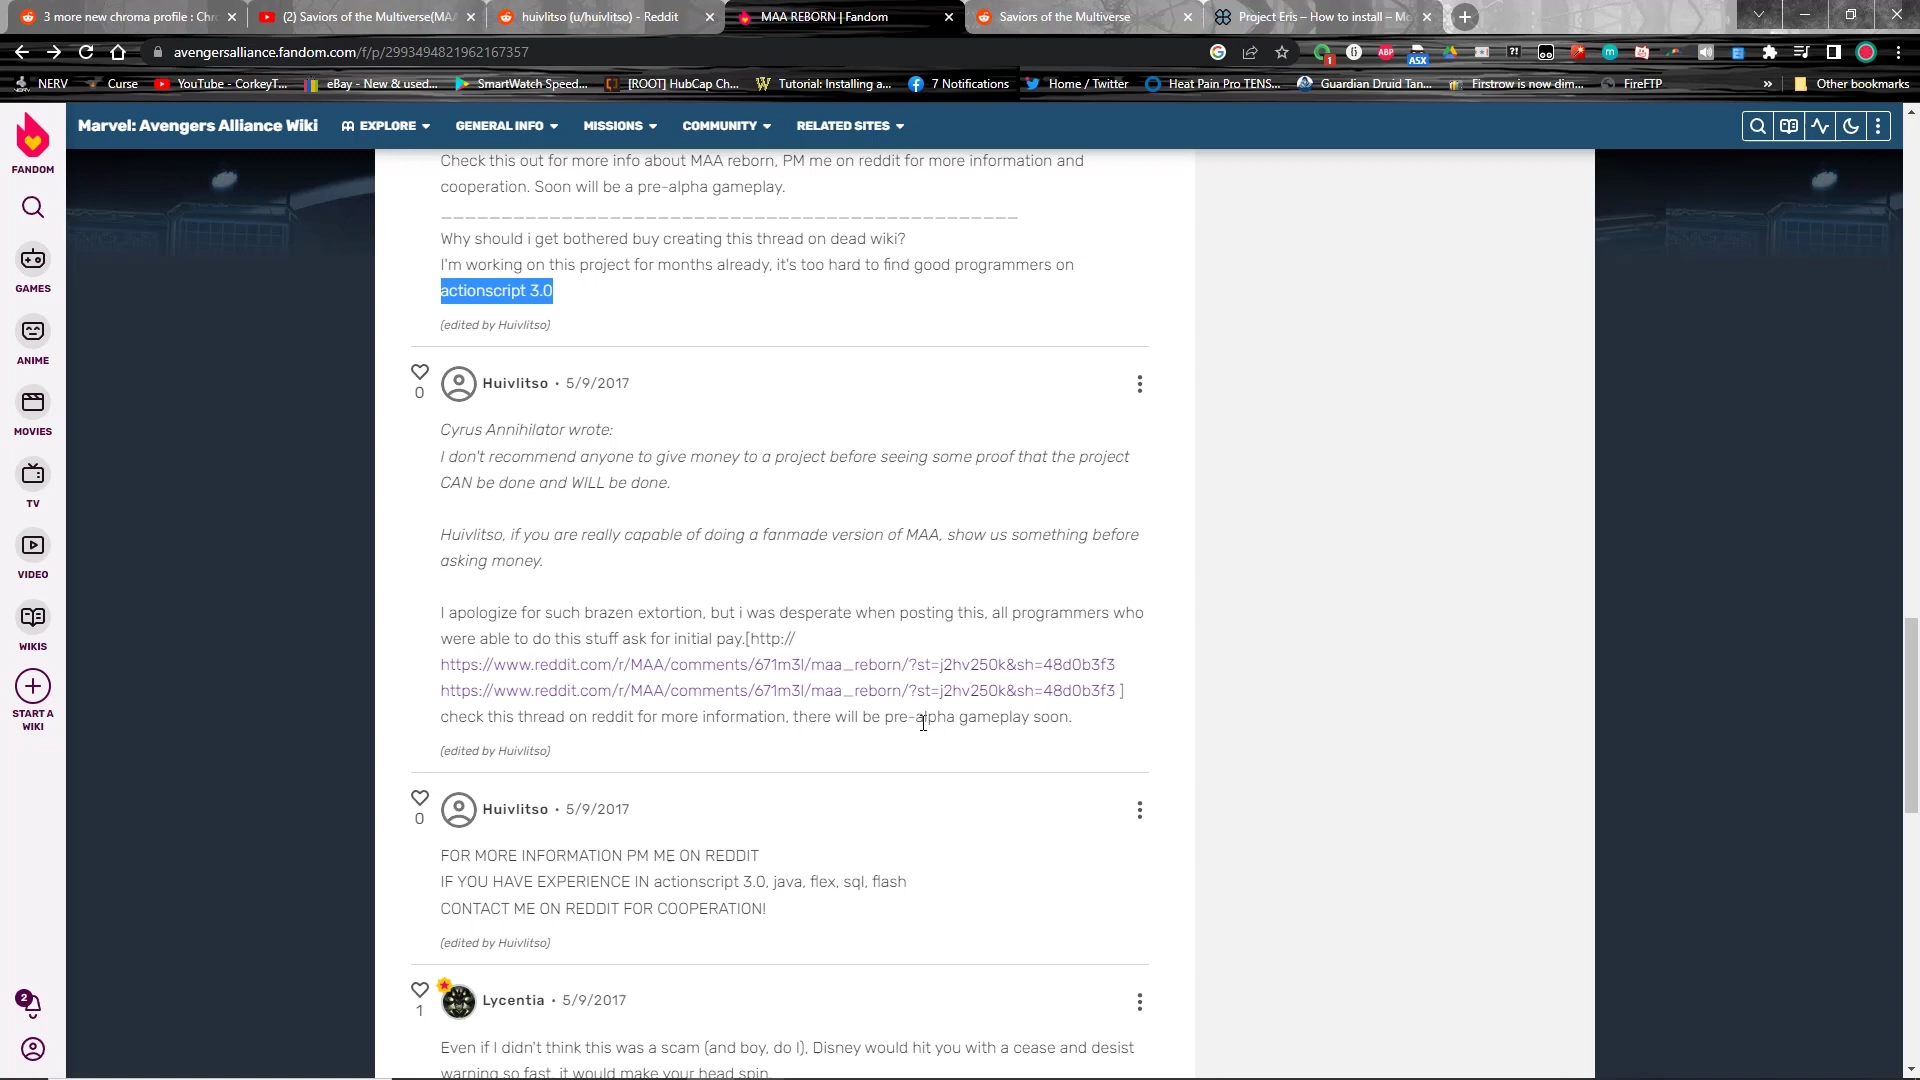 3 more new chroma profile : Chr
(2) Saviors of the Multiverse(MAA
huivlitso (u/huivlitso) - Reddit
MAA REBORN | Fandom
Saviors of the Multiverse
Project Eris – How to install – Mo
avengersalliance.fandom.com/f/p/2993494821962167357
NERV
Curse
YouTube - CorkeyT...
eBay - New & used...
SmartWatch Speed...
[ROOT] HubCap Ch...
Tutorial: Installing a...
7 Notifications
Home / Twitter
Heat Pain Pro TENS...
Guardian Druid Tan...
Firstrow is now dim...
FireFTP
»
Other bookmarks
Marvel: Avengers Alliance Wiki
EXPLORE
GENERAL INFO
MISSIONS
COMMUNITY
RELATED SITES
FANDOM
GAMES
ANIME
MOVIES
TV
VIDEO
WIKIS
START A
WIKI
2
Check this out for more info about MAA reborn, PM me on reddit for more information and
cooperation. Soon will be a pre-alpha gameplay.
________________________________________________
Why should i get bothered buy creating this thread on dead wiki?
I'm working on this project for months already, it's too hard to find good programmers on
actionscript 3.0
(edited by Huivlitso)
0
Huivlitso • 5/9/2017
Cyrus Annihilator wrote:
I don't recommend anyone to give money to a project before seeing some proof that the project
CAN be done and WILL be done.
Huivlitso, if you are really capable of doing a fanmade version of MAA, show us something before
asking money.
I apologize for such brazen extortion, but i was desperate when posting this, all programmers who
were able to do this stuff ask for initial pay.[http://
https://www.reddit.com/r/MAA/comments/671m3l/maa_reborn/?st=j2hv250k&sh=48d0b3f3
https://www.reddit.com/r/MAA/comments/671m3l/maa_reborn/?st=j2hv250k&sh=48d0b3f3 ]
check this thread on reddit for more information, there will be pre-alpha gameplay soon.
(edited by Huivlitso)
0
Huivlitso • 5/9/2017
FOR MORE INFORMATION PM ME ON REDDIT
IF YOU HAVE EXPERIENCE IN actionscript 3.0, java, flex, sql, flash
CONTACT ME ON REDDIT FOR COOPERATION!
(edited by Huivlitso)
1
Lycentia • 5/9/2017
Even if I didn't think this was a scam (and boy, do I), Disney would hit you with a cease and desist
warning so fast, it would make your head spin.